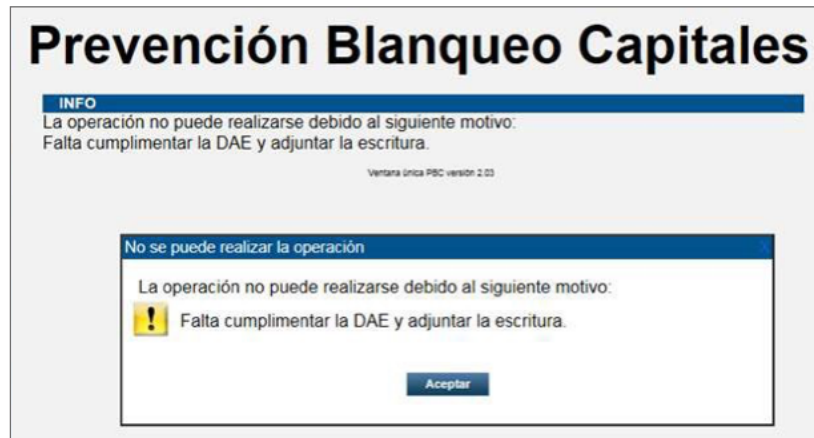 Prevención Blanqueo Capitales
INFO
La operación no puede realizarse debido al siguiente motivo:
Falta cumplimentar la DAE y adjuntar la escritura.
Ventana única PBC versión 2.03
No se puede realizar la operación X
La operación no puede realizarse debido al siguiente motivo:
! Falta cumplimentar la DAE y adjuntar la escritura.
Aceptar